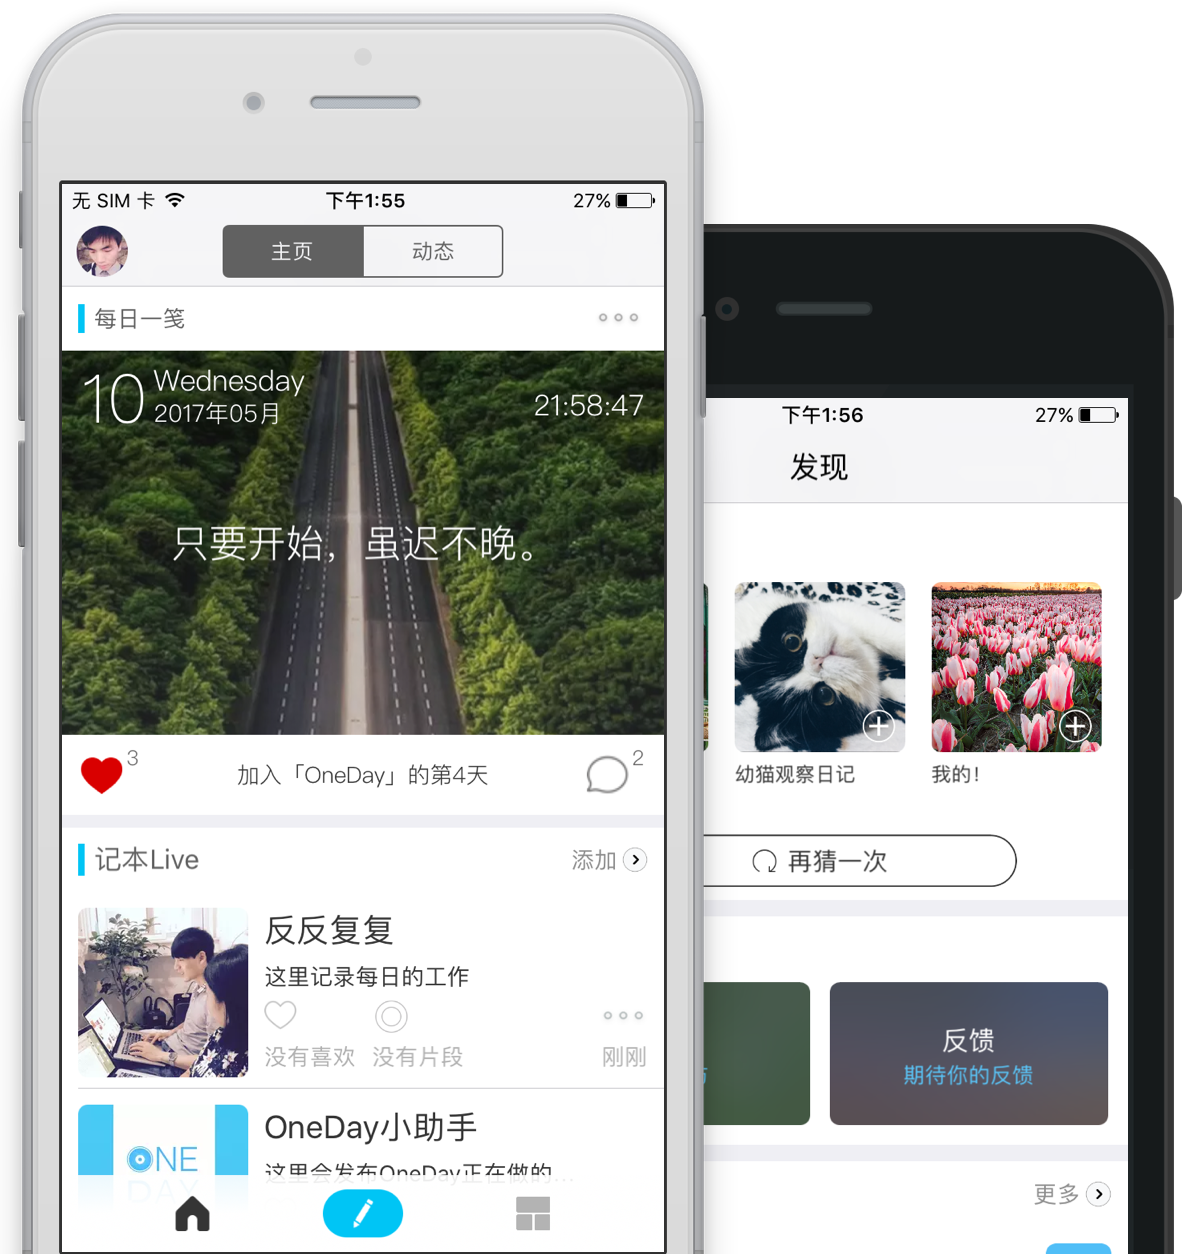 无 SIM 卡
下午1:55
27%
主页
动态
每日一笺
10
Wednesday
2017年05月
21:58:47
只要开始，虽迟不晚。
3
加入「OneDay」的第4天
2
记本Live
添加
反反复复
这里记录每日的工作
没有喜欢
没有片段
刚刚
ONE
DAY
OneDay小助手
这里会发布OneDay正在做的...
下午1:56
27%
发现
幼猫观察日记
我的！
再猜一次
反馈
期待你的反馈
更多